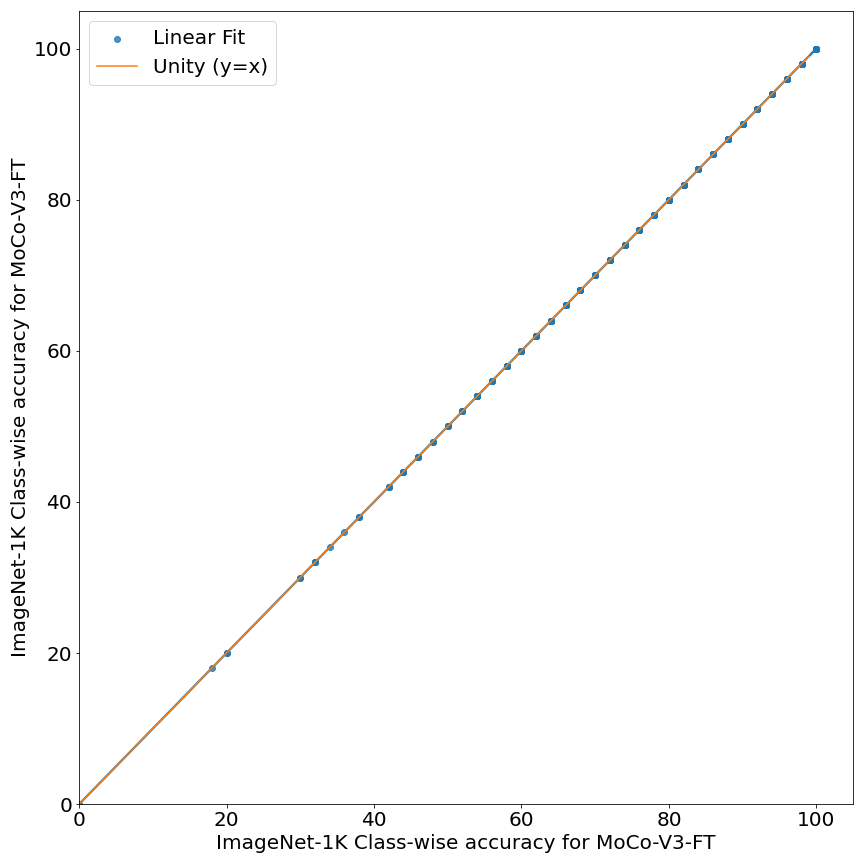 Linear Fit
Unity (y=x)
100
80
60
40
20
0
0 20 40 60 80 100
ImageNet-1K Class-wise accuracy for MoCo-V3-FT
ImageNet-1K Class-wise accuracy for MoCo-V3-FT